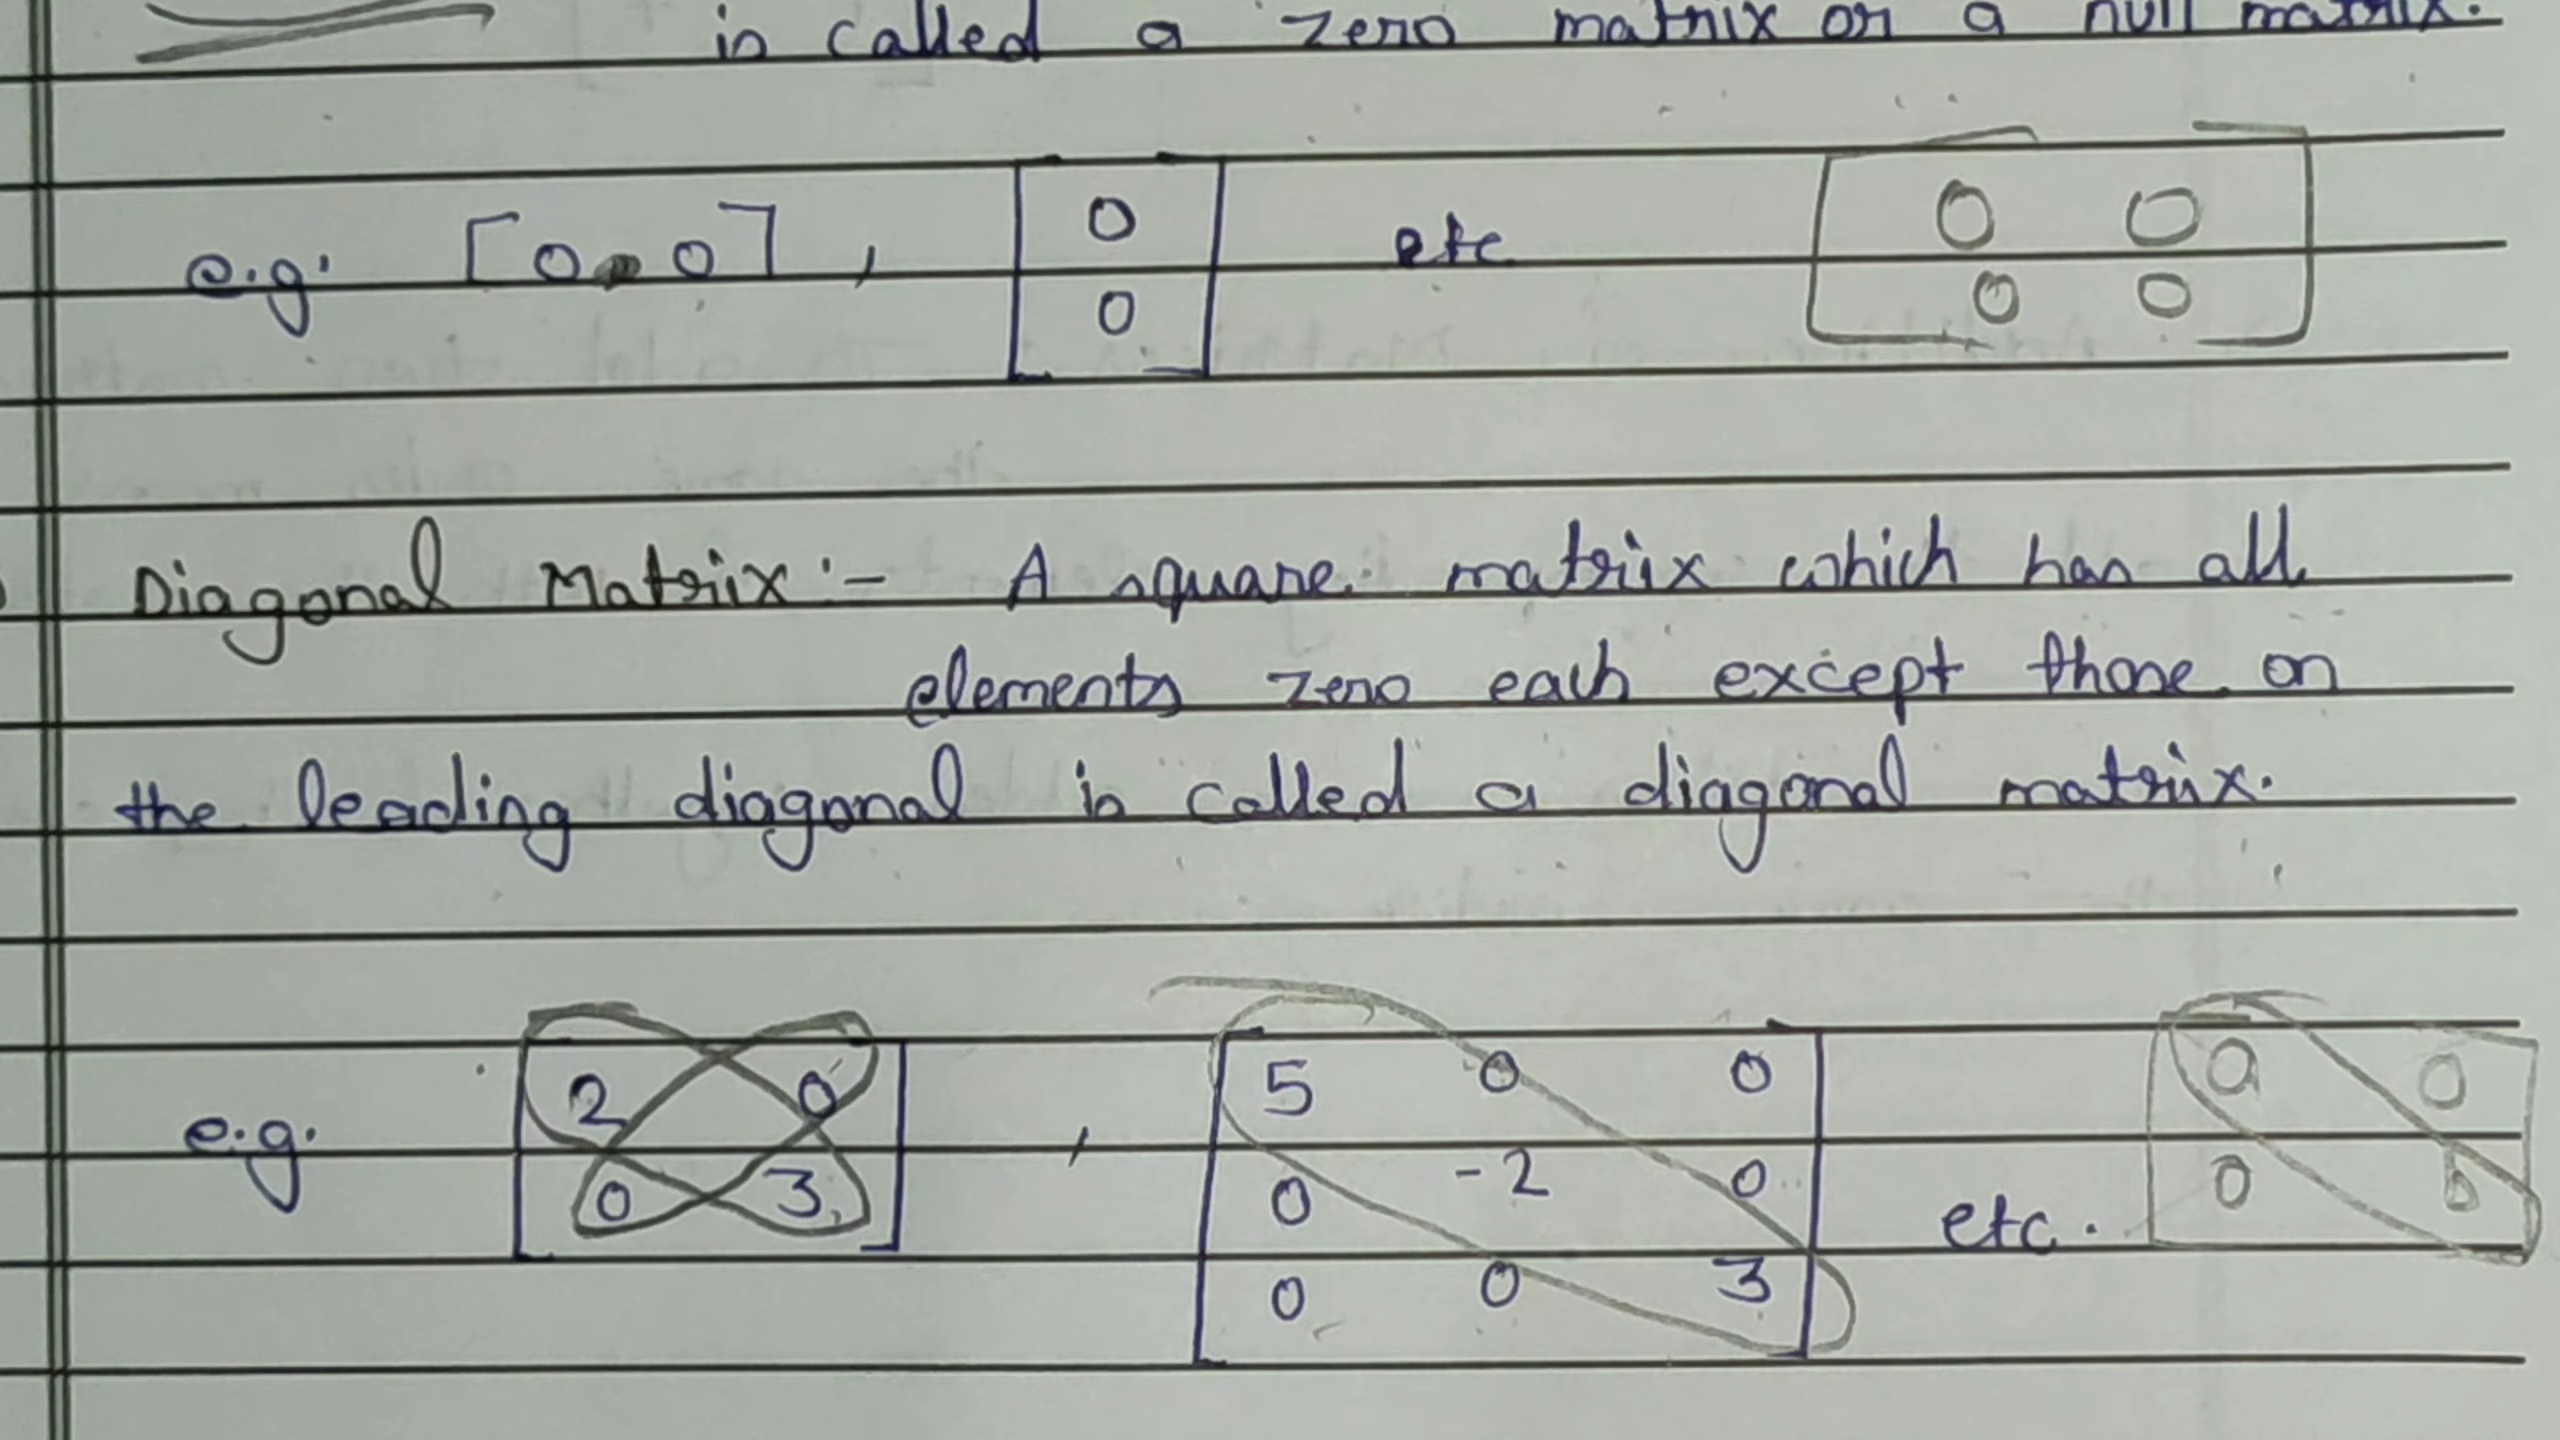 is called a zero matrix or a null matrix.
e.g. [0 0] , [0 etc [0 0
0] 0 0]
Diagonal Matrix :- A square matrix which has all
elements zero each except those on
the leading diagonal is called a diagonal matrix.
[2 0 [5 0 0 [a 0
e.g. 0 3] , 0 -2 0 etc. 0 b]
0 0 3]